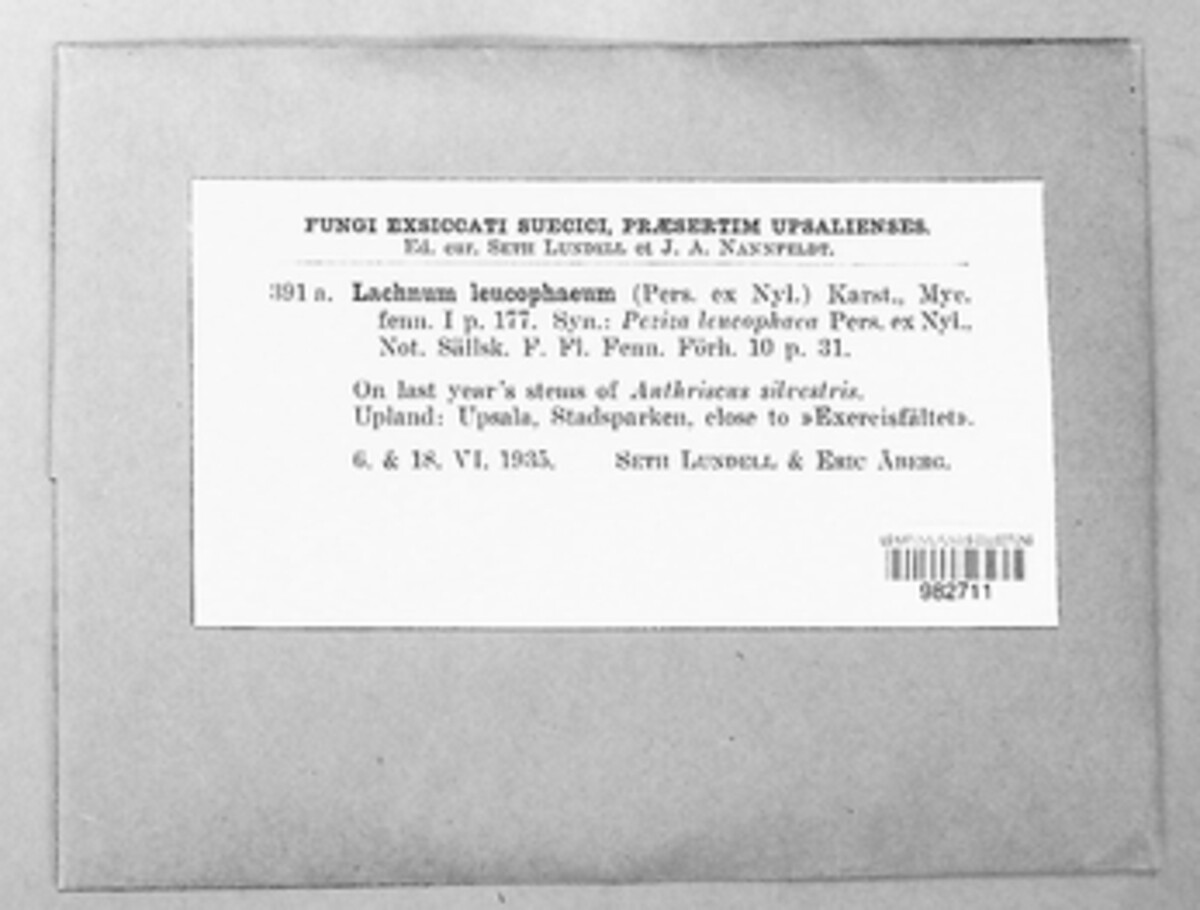 FUNGI EXSICCATI SUECICI, PRÆSERTIM UPSALIENSES.
Ed. cur. SETH LUNDELL et J. A. NANNFELDT.
391 a. Lachnum leucophaeum (Pers. ex Nyl.) Karst., Myc.
fenn. I p. 177. Syn.: Peziza leucophaea Pers. ex Nyl.,
Not. Sällsk. F. Fl. Fenn. Förh. 10 p. 31.
On last year's stems of Anthriscus silvestris.
Upland: Upsala, Stadsparken, close to »Exercisfältet».
6. & 18. VI. 1935. SETH LUNDELL & ERIC ÅBERG.
982711